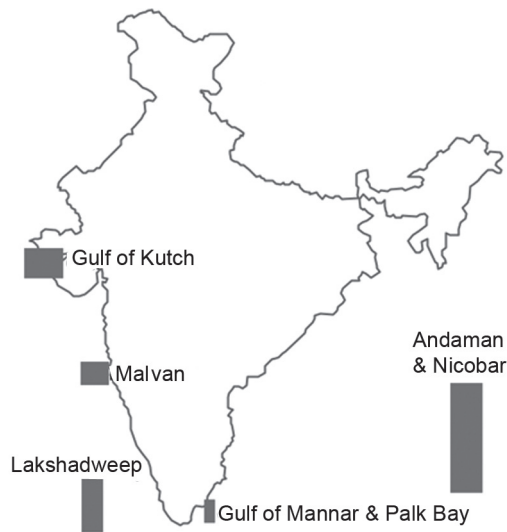 Gulf of Kutch
Andaman
& Nicobar
Malvan
Lakshadweep
Gulf of Mannar & Palk Bay